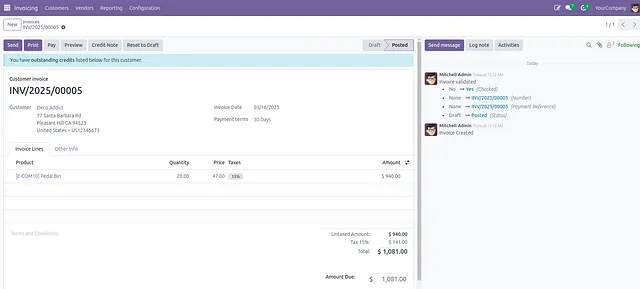 Invoicing Customers Vendors Reporting Configuration YourCompany
New Invoices
INV/2025/00005 1 / 1
Send Print Pay Preview Credit Note Reset to Draft Draft Posted
You have outstanding credits listed below for this customer.
Customer Invoice
INV/2025/00005
Customer Deco Addict Invoice Date 03/16/2025
77 Santa Barbara Rd Payment terms 30 Days
Pleasant Hill CA 94523
United States – US12345673
Invoice Lines Other Info
Product Quantity Price Taxes Amount
[E-COM10] Pedal Bin 20.00 47.00 15% $ 940.00
Terms and Conditions
Untaxed Amount: $ 940.00
Tax 15%: $ 141.00
Total: $ 1,081.00
Amount Due: $ 1,081.00
Send message Log note Activities Following
Today
Mitchell Admin
Invoice validated
No → Yes (Checked)
None → INV/2025/00005 (Number)
None → INV/2025/00005 (Payment Reference)
Draft → Posted (Status)
Mitchell Admin
Invoice Created